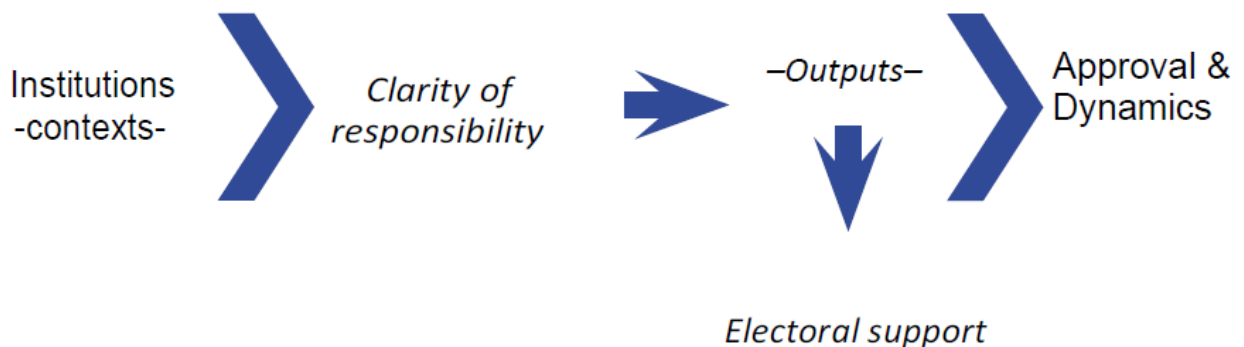 Institutions
-contexts-
Clarity of
responsibility
–Outputs–
Approval &
Dynamics
Electoral support